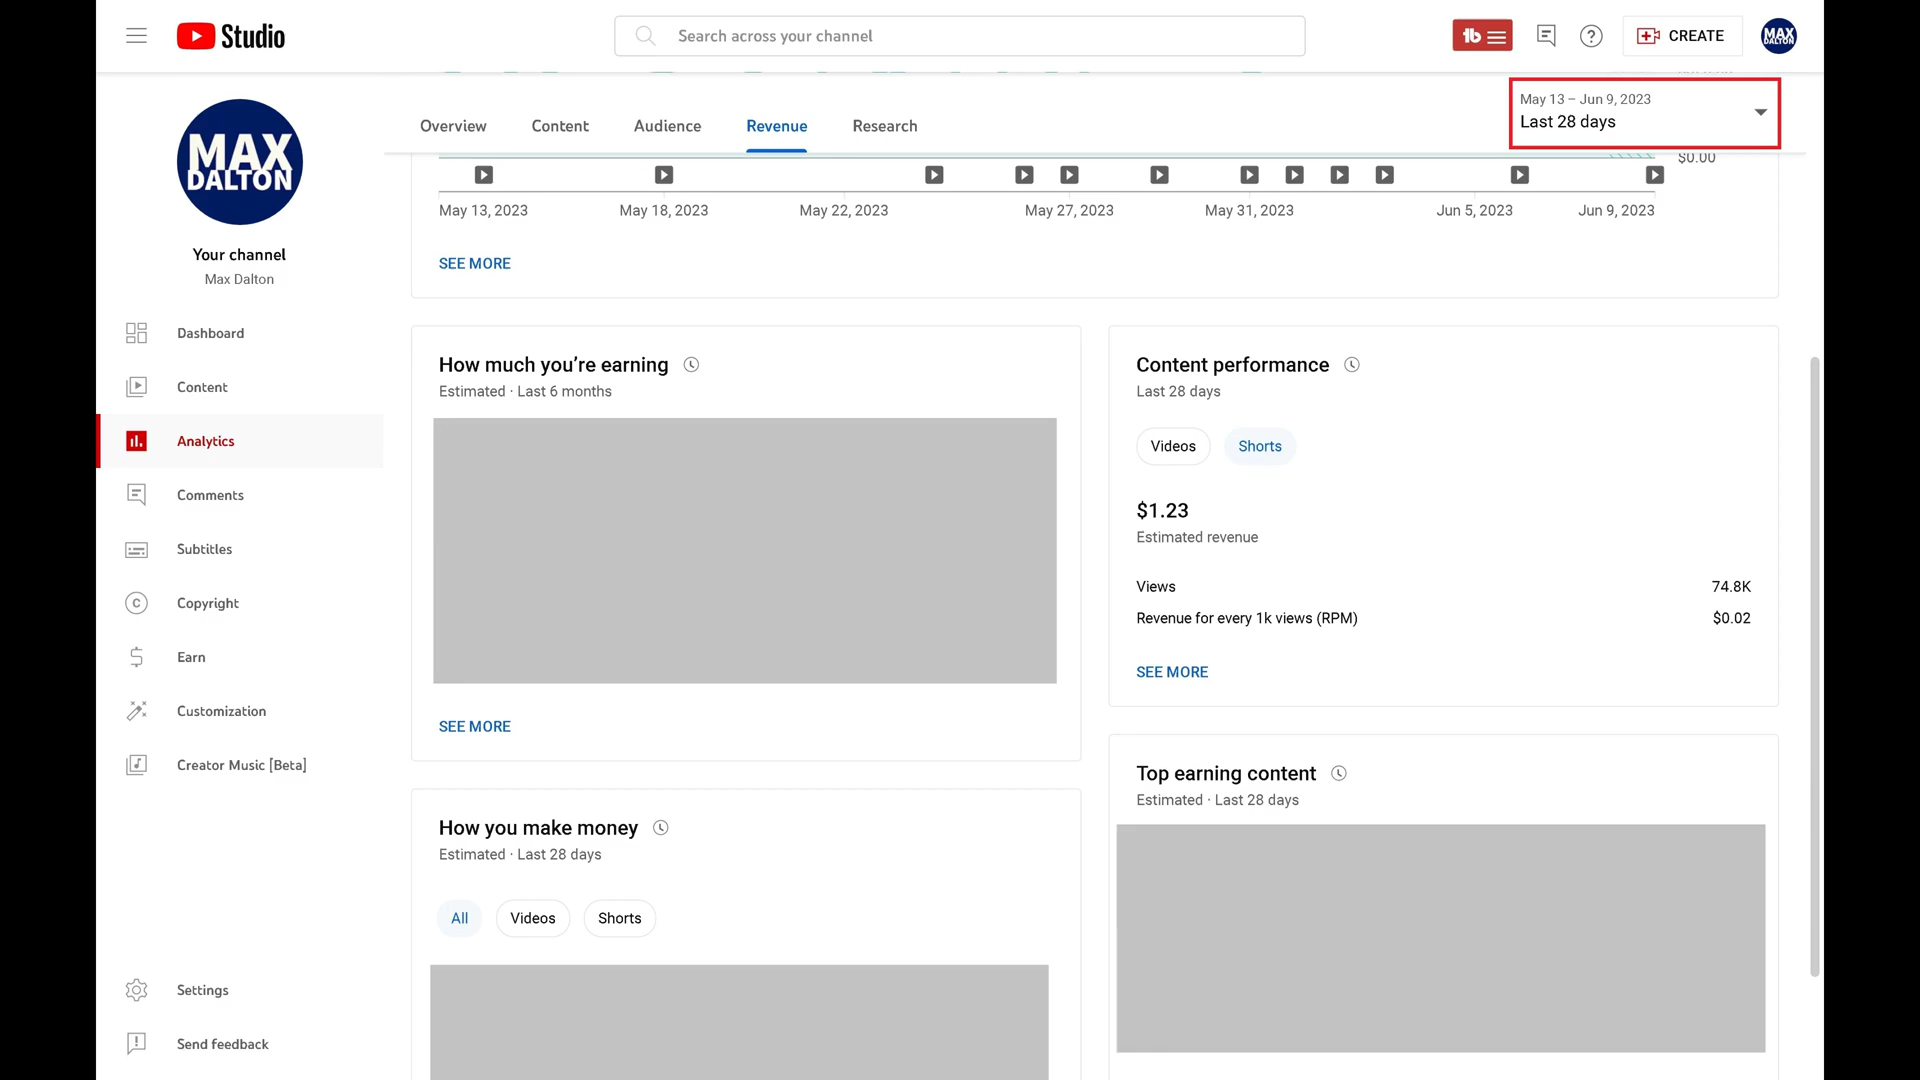 Studio
Search across your channel
CREATE
MAX
DALTON
May 13 – Jun 9, 2023
Last 28 days
Overview
Content
Audience
Revenue
Research
MAX
DALTON
$0.00
May 13, 2023
May 18, 2023
May 22, 2023
May 27, 2023
May 31, 2023
Jun 5, 2023
Jun 9, 2023
SEE MORE
Your channel
Max Dalton
Dashboard
Content
Analytics
Comments
Subtitles
Copyright
Earn
Customization
Creator Music [Beta]
Settings
Send feedback
How much you’re earning
Estimated · Last 6 months
SEE MORE
Content performance
Last 28 days
Videos
Shorts
$1.23
Estimated revenue
Views 74.8K
Revenue for every 1k views (RPM) $0.02
SEE MORE
How you make money
Estimated · Last 28 days
All
Videos
Shorts
Top earning content
Estimated · Last 28 days